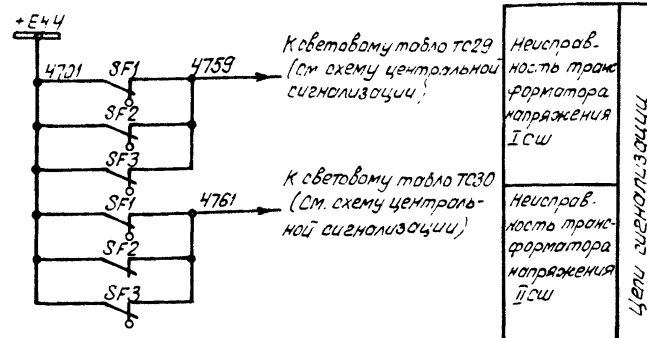 +ЕЧЧ
4701
SF1
4759
К световому табло ТС29
(см схему центральной
сигнализации)
SF2
SF3
SF1
4761
К световому табло ТС30
(см. схему централь-
ной сигнализации)
SF2
SF3
Неисправ-
ность транс
форматора
напряжения
I сш
Неисправ-
ность транс-
форматора
напряжения
II сш
Цепи сигнализации